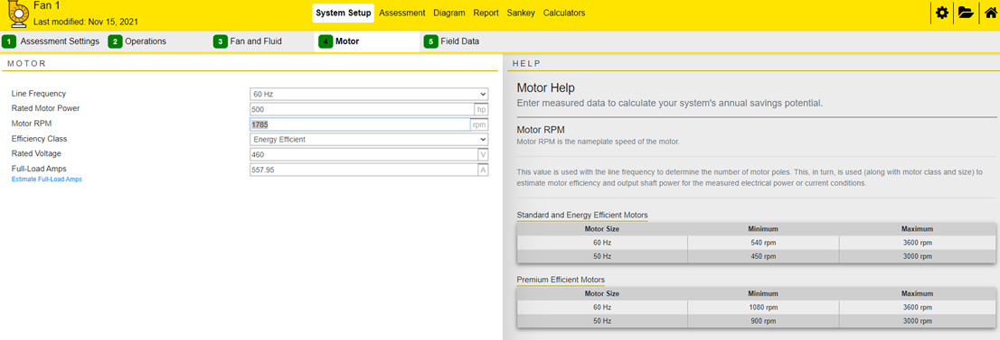 Fan 1
Last modified: Nov 15, 2021
System Setup Assessment Diagram Report Sankey Calculators
1 Assessment Settings 2 Operations 3 Fan and Fluid 4 Motor 5 Field Data
MOTOR
Line Frequency 60 Hz
Rated Motor Power 500 hp
Motor RPM 1785 rpm
Efficiency Class Energy Efficient
Rated Voltage 460 V
Full-Load Amps 557.95 A
Estimate Full-Load Amps
HELP
Motor Help
Enter measured data to calculate your system's annual savings potential.
Motor RPM
Motor RPM is the nameplate speed of the motor.
This value is used with the line frequency to determine the number of motor poles. This, in turn, is used (along with motor class and size) to
estimate motor efficiency and output shaft power for the measured electrical power or current conditions.
Standard and Energy Efficient Motors
Motor Size Minimum Maximum
60 Hz 540 rpm 3600 rpm
50 Hz 450 rpm 3000 rpm
Premium Efficient Motors
Motor Size Minimum Maximum
60 Hz 1080 rpm 3600 rpm
50 Hz 900 rpm 3000 rpm